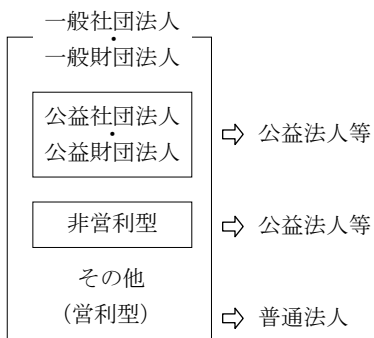 一般社団法人
・
一般財団法人
公益社団法人
・
公益財団法人
⇨ 公益法人等
非営利型
⇨ 公益法人等
その他
（営利型）
⇨ 普通法人